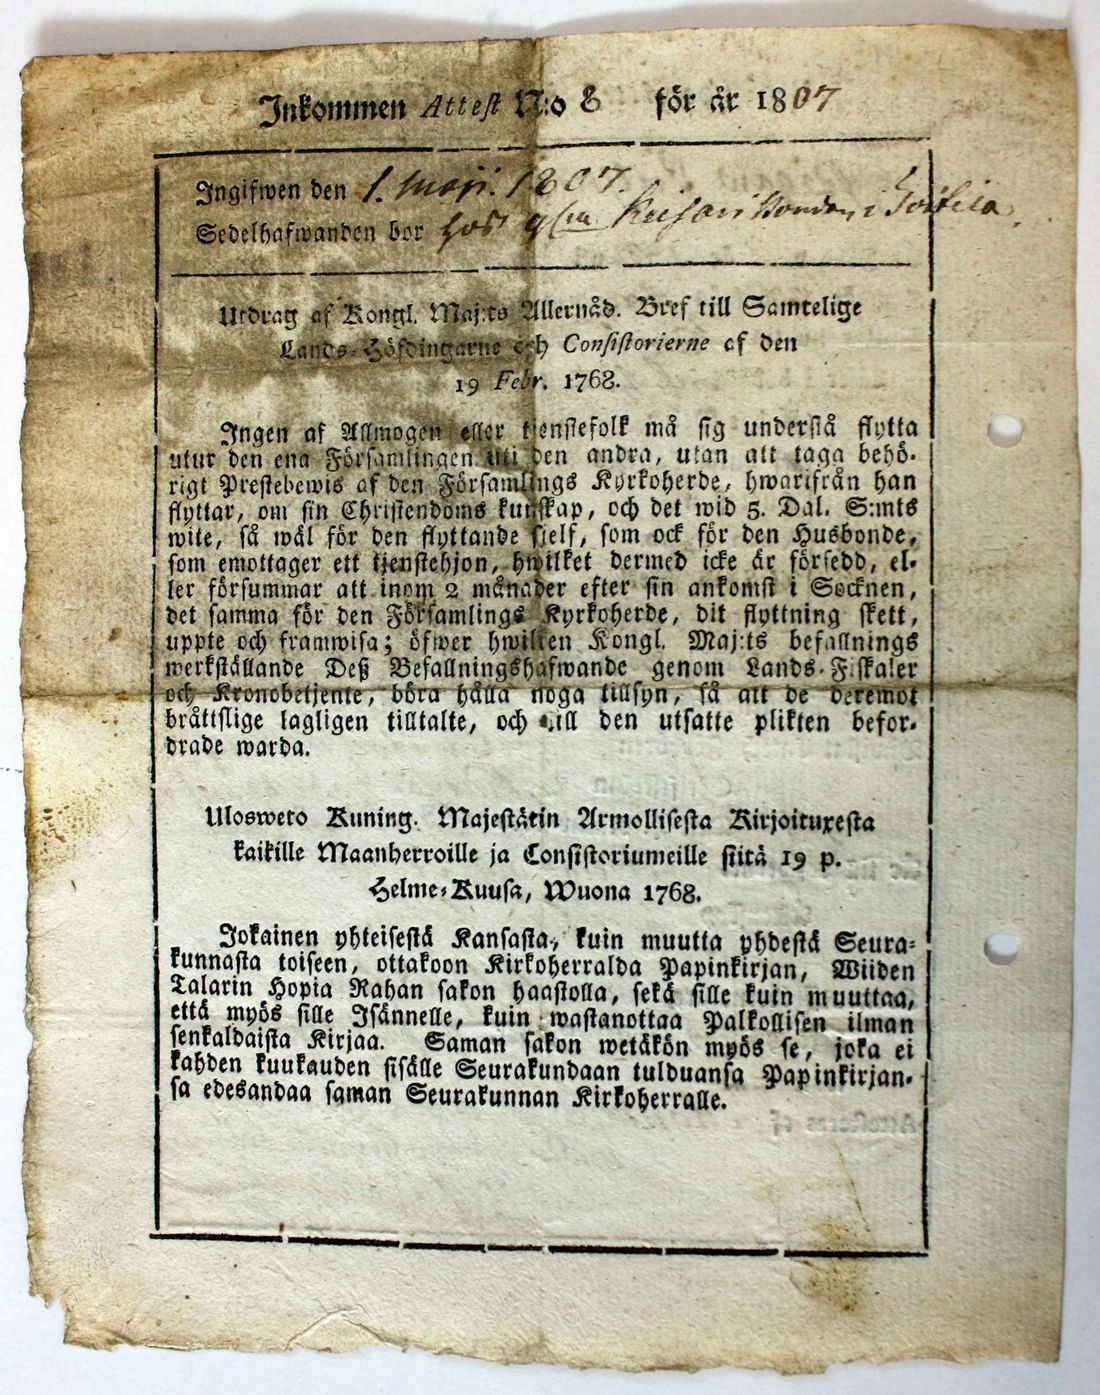 Inkommen Attest N:o 8 för år 1807
Ingifwen den 1. maji. 1807.
Sedelhafwanden bor hos
Utdrag af Kongl. Maj:ts Allernåd. Bref till Samtelige
Lands-Höfdingarne och Consistorierne af den
19 Febr. 1768.
Ingen af Allmogen eller tjenstefolk må sig understå flytta
utur den ena Församlingen uti den andra, utan att taga behö-
rigt Prestebewis af den Församlings Kyrkoherde, hwarifrån han
flyttar, om sin Christendoms kunskap, och det wid 5. Dal. S:mts
wite, så wäl för den flyttande sjelf, som ock för den Husbonde,
som emottager ett tjenstehjon, hwilket dermed icke är försedd, el-
ler försummar att inom 2 månader efter sin ankomst i Socknen,
det samma för den Församlings Kyrkoherde, dit flyttning skett,
uppte och framwisa; öfwer hwilken Kongl. Maj:ts befallnings
werkställande Deß Befallningshafwande genom Lands-Fiskaler
och Kronobetjente, böra hålla noga tillsyn, så att de deremot
bråttslige lagligen tilltalte, och till den utsatte plikten befor-
drade warda.
Ulosweto Kuning. Majestätin Armollisesta Kirjoituxesta
kaikille Maanherroille ja Consistoriumeille siitä 19 p.
Helme-Kuusa, Wuona 1768.
Jokainen yhteisestä Kansasta, kuin muutta yhdestä Seura-
kunnasta toiseen, ottakoon Kirkoherralda Papinkirjan, Wiiden
Talarin Hopia Rahan sakon haastolla, sekä sille kuin muuttaa,
että myös sille Isännelle, kuin wastanottaa Palkollisen ilman
senkaldaista Kirjaa. Saman sakon wetäkön myös se, joka ei
kahden kuukauden sisälle Seurakundaan tulduansa Papinkirjan-
sa edesandaa saman Seurakunnan Kirkoherralle.